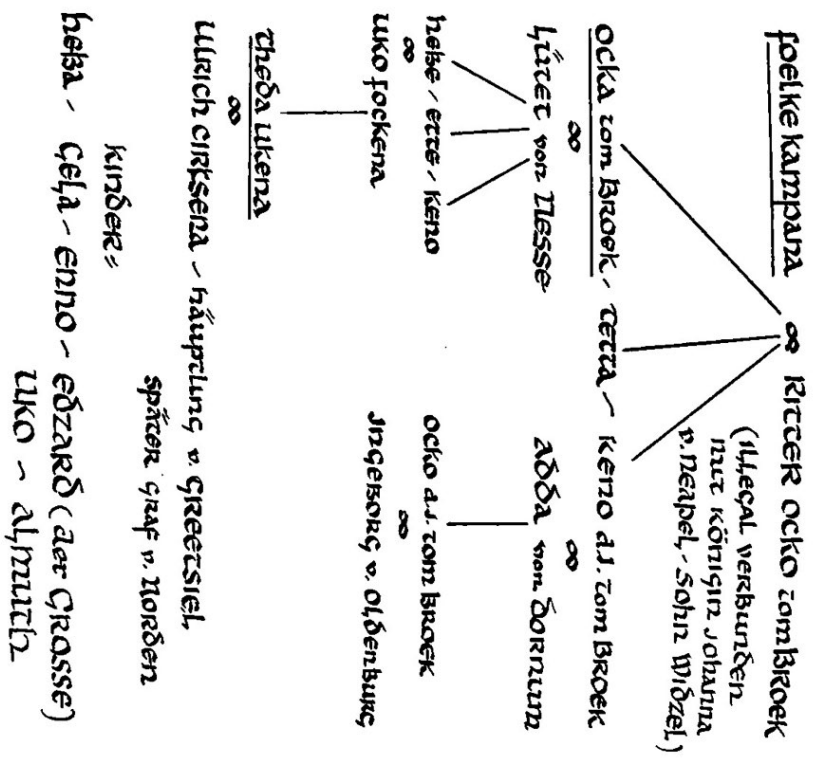 foelke kampana ∞ Ritter ocko tom Broek
(illegal verbunden
mit Königin Johanna
v. Neapel, - Sohn Widzel)
Ocka tom Broek - Tetta - Keno d.J. tom Broek
∞ ∞
Lütet von Nesse Adda von Dornum
hebe - ette - Keno Ocko d.J. tom Broek
∞ ∞
uko fockena Ingeborg v. Oldenburg
Theda ukena
∞
ulrich cirksena - häuptling v. Greetsiel,
später Graf v. Norden
Kinder=
heba - Gela - enno - edzard (der Grosse)
uko - almuth